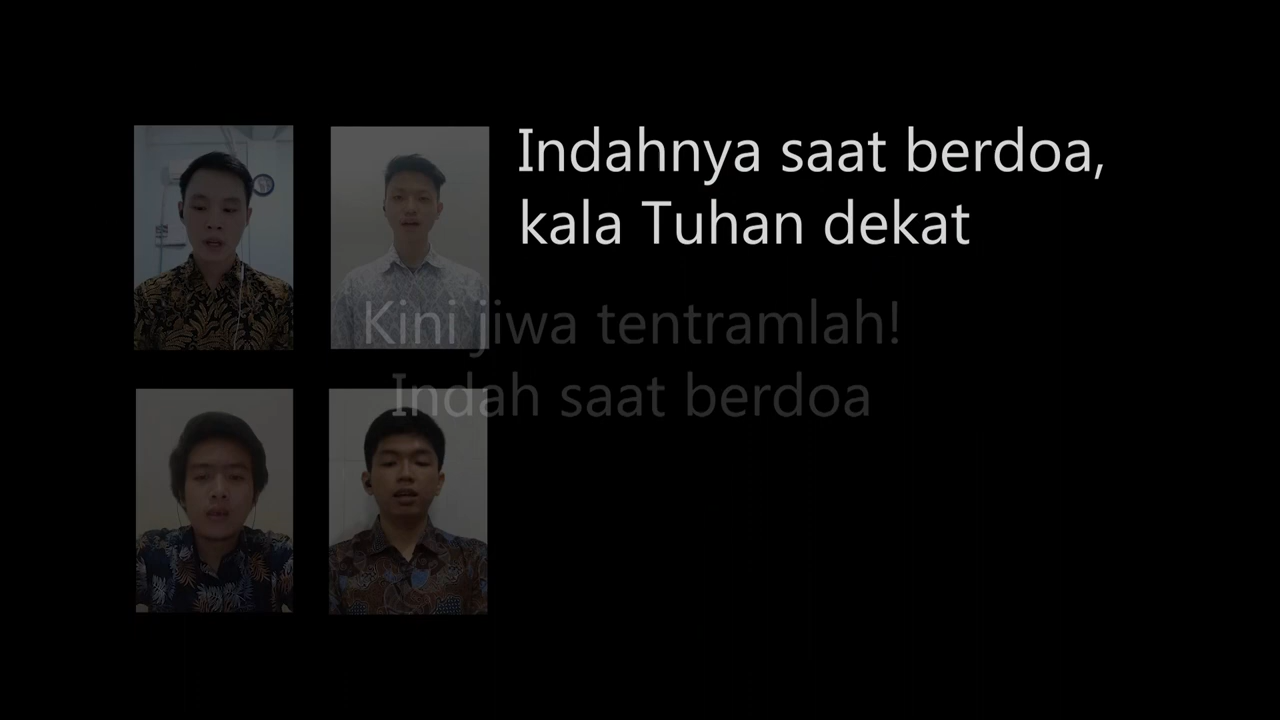 Indahnya saat berdoa,
kala Tuhan dekat
Kini jiwa tentramlah!
Indah saat berdoa